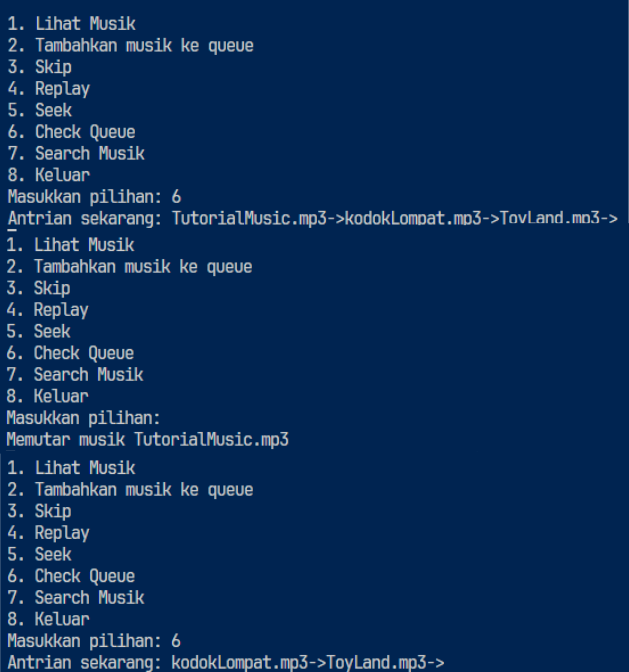 1. Lihat Musik
2. Tambahkan musik ke queue
3. Skip
4. Replay
5. Seek
6. Check Queue
7. Search Musik
8. Keluar
Masukkan pilihan: 6
Antrian sekarang: TutorialMusic.mp3->kodokLompat.mp3->ToyLand.mp3->
1. Lihat Musik
2. Tambahkan musik ke queue
3. Skip
4. Replay
5. Seek
6. Check Queue
7. Search Musik
8. Keluar
Masukkan pilihan:
Memutar musik TutorialMusic.mp3
1. Lihat Musik
2. Tambahkan musik ke queue
3. Skip
4. Replay
5. Seek
6. Check Queue
7. Search Musik
8. Keluar
Masukkan pilihan: 6
Antrian sekarang: kodokLompat.mp3->ToyLand.mp3->